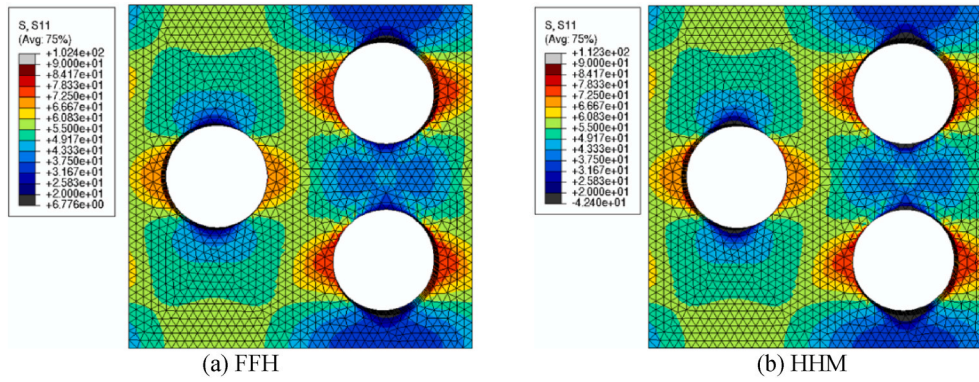 S, S11
(Avg: 75%)
+1.024e+02
+9.000e+01
+8.417e+01
+7.833e+01
+7.250e+01
+6.667e+01
+6.083e+01
+5.500e+01
+4.917e+01
+4.333e+01
+3.750e+01
+3.167e+01
+2.583e+01
+2.000e+01
+6.776e+00
(a) FFH
S, S11
(Avg: 75%)
+1.123e+02
+9.000e+01
+8.417e+01
+7.833e+01
+7.250e+01
+6.667e+01
+6.083e+01
+5.500e+01
+4.917e+01
+4.333e+01
+3.750e+01
+3.167e+01
+2.583e+01
+2.000e+01
-4.240e+01
(b) HHM